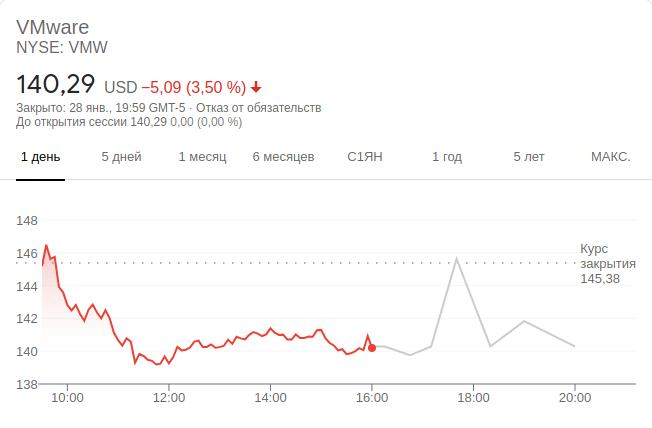 VMware
NYSE: VMW
140,29 USD −5,09 (3,50 %)
Закрыто: 28 янв., 19:59 GMT-5 · Отказ от обязательств
До открытия сессии 140,29 0,00 (0,00 %)
1 день 5 дней 1 месяц 6 месяцев С1ЯН 1 год 5 лет МАКС.
148
146
144
142
140
138
Курс
закрытия
145,38
10:00 12:00 14:00 16:00 18:00 20:00